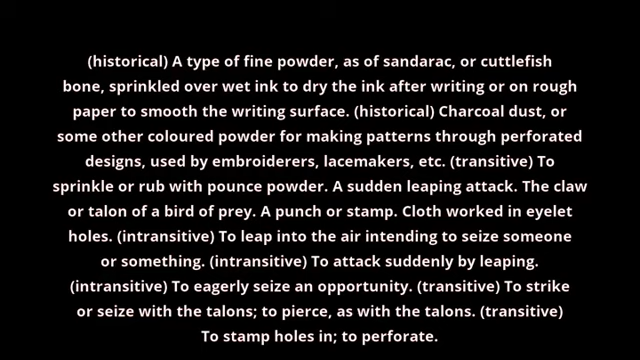 (historical) A type of fine powder, as of sandarac, or cuttlefish
bone, sprinkled over wet ink to dry the ink after writing or on rough
paper to smooth the writing surface. (historical) Charcoal dust, or
some other coloured powder for making patterns through perforated
designs, used by embroiderers, lacemakers, etc. (transitive) To
sprinkle or rub with pounce powder. A sudden leaping attack. The claw
or talon of a bird of prey. A punch or stamp. Cloth worked in eyelet
holes. (intransitive) To leap into the air intending to seize someone
or something. (intransitive) To attack suddenly by leaping.
(intransitive) To eagerly seize an opportunity. (transitive) To strike
or seize with the talons; to pierce, as with the talons. (transitive)
To stamp holes in; to perforate.